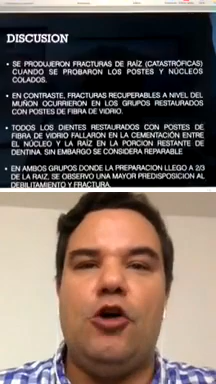 DISCUSION
• SE PRODUJERON FRACTURAS DE RAÍZ (CATASTRÓFICAS)
CUANDO SE PROBARON LOS POSTES Y NÚCLEOS
COLADOS.
• EN CONTRASTE, FRACTURAS RECUPERABLES A NIVEL DEL
MUÑON OCURRIERON EN LOS GRUPOS RESTAURADOS
CON POSTES DE FIBRA DE VIDRIO.
• TODOS LOS DIENTES RESTAURADOS CON POSTES DE
FIBRA DE VIDRIO FALLARON EN LA CEMENTACIÓN ENTRE
EL NÚCLEO Y LA RAÍZ EN LA PORCION RESTANTE DE
DENTINA. SIN EMBARGO SE CONSIDERA REPARABLE
• EN AMBOS GRUPOS DONDE LA PREPARACION LLEGO A 2/3
DE LA RAIZ, SE OBSERVO UNA MAYOR PREDISPOSICION AL
DEBILITAMIENTO Y FRACTURA.